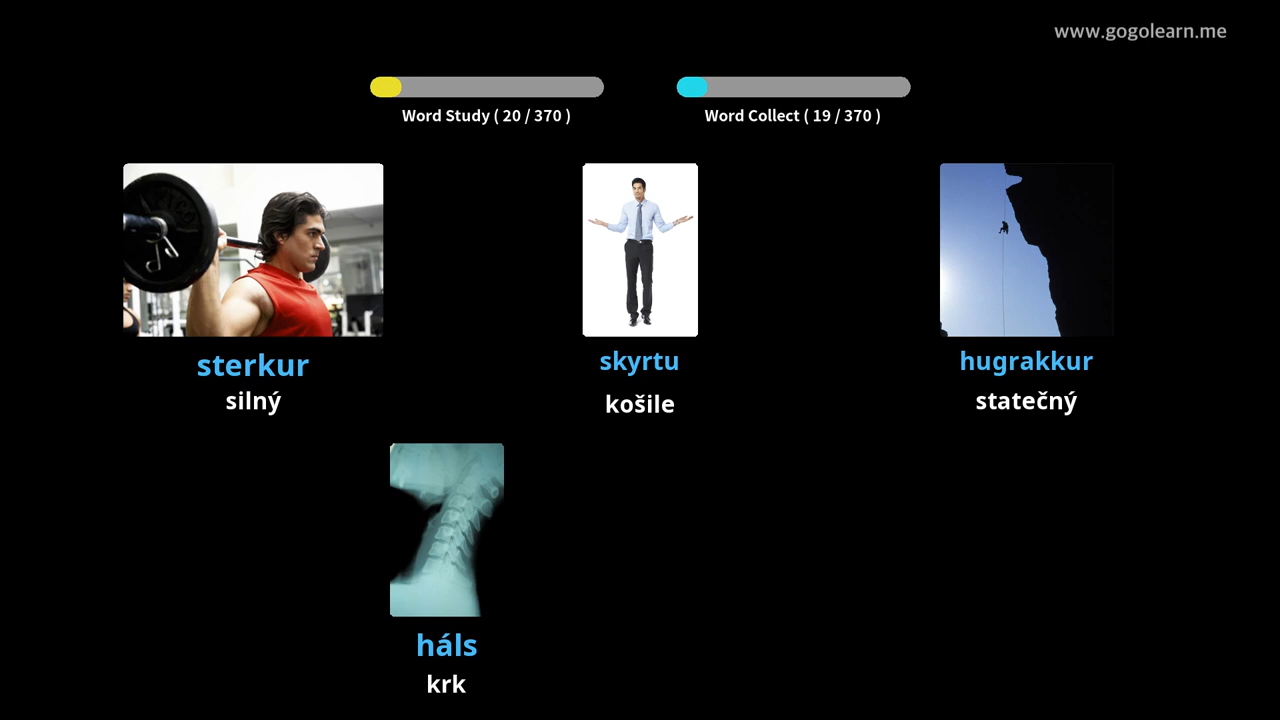 www.gogolearn.me
Word Study ( 20 / 370 )
Word Collect ( 19 / 370 )
sterkur
silný
skyrtu
košile
hugrakkur
statečný
háls
krk